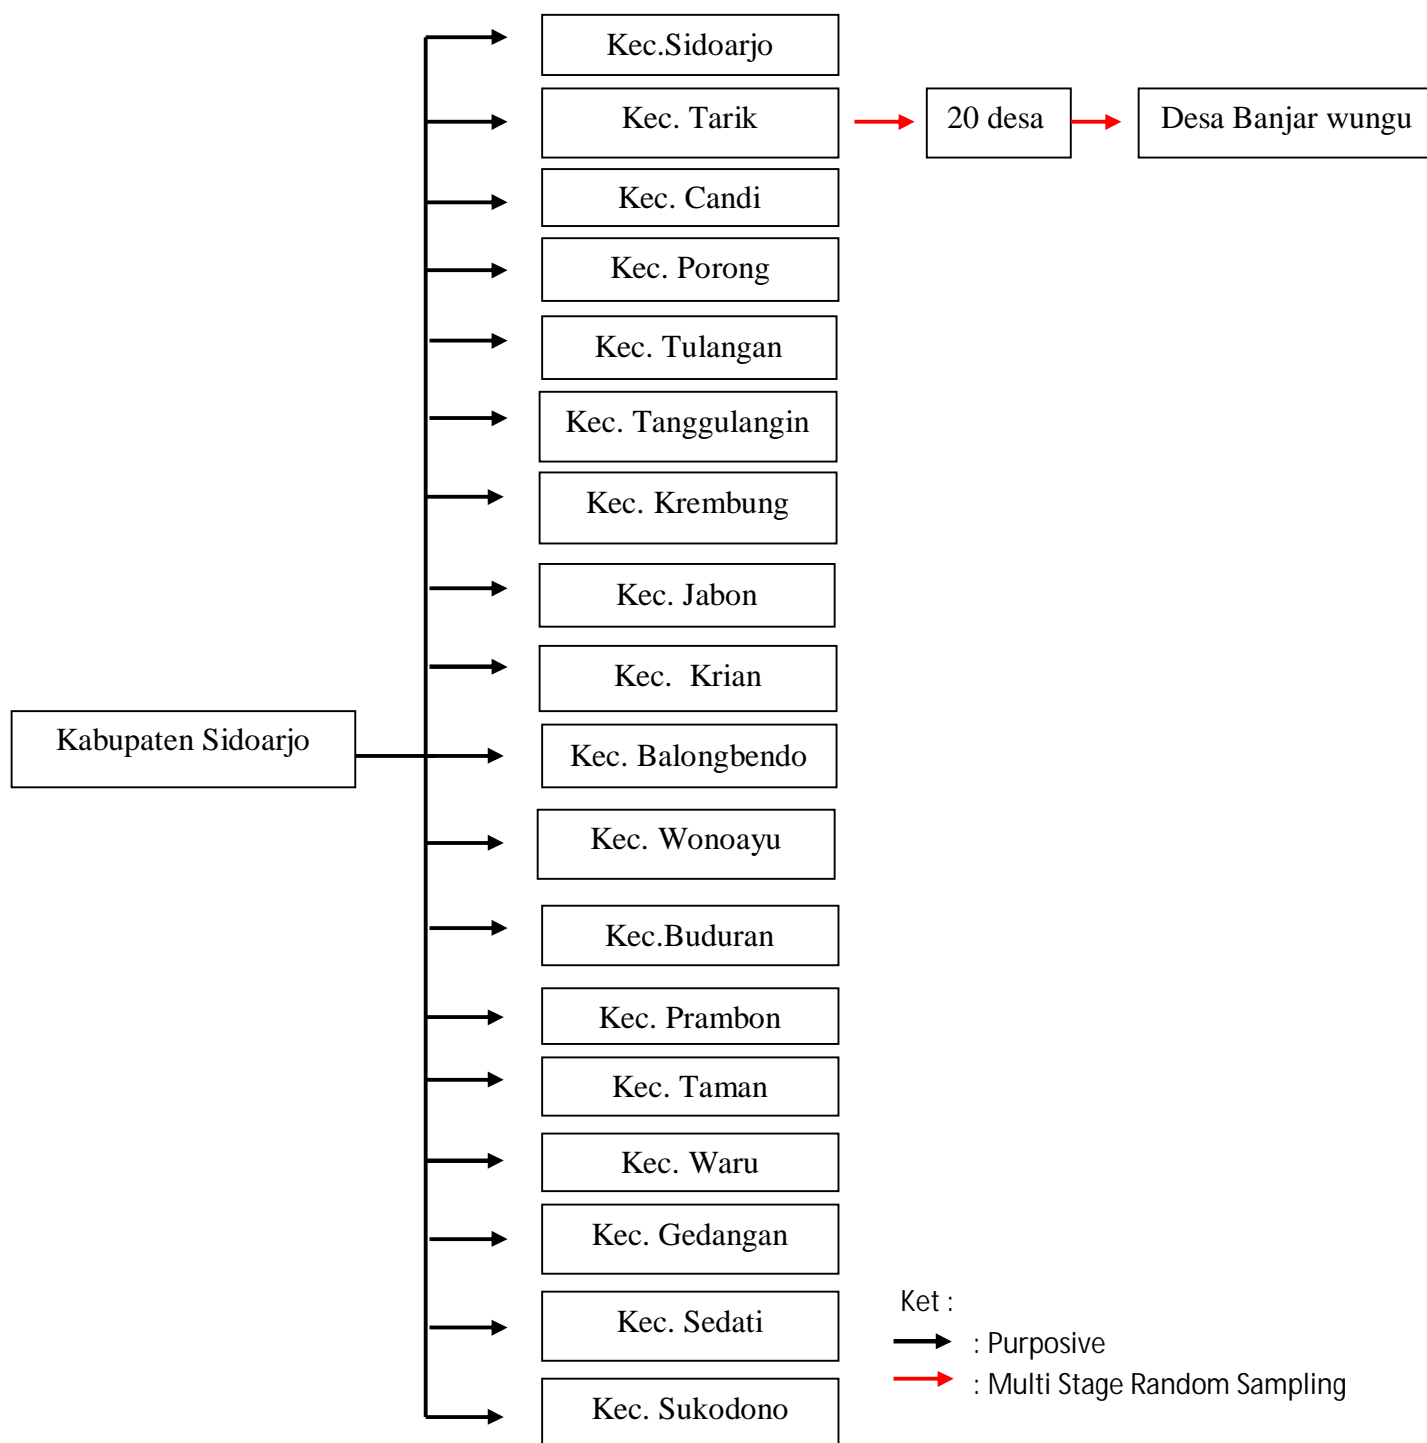 Kec.Sidoarjo
Kec. Tarik
20 desa
Desa Banjar wungu
Kec. Candi
Kec. Porong
Kec. Tulangan
Kec. Tanggulangin
Kec. Krembung
Kec. Jabon
Kec. Krian
Kabupaten Sidoarjo
Kec. Balongbendo
Kec. Wonoayu
Kec.Buduran
Kec. Prambon
Kec. Taman
Kec. Waru
Kec. Gedangan
Kec. Sedati
Kec. Sukodono
Ket :
: Purposive
: Multi Stage Random Sampling